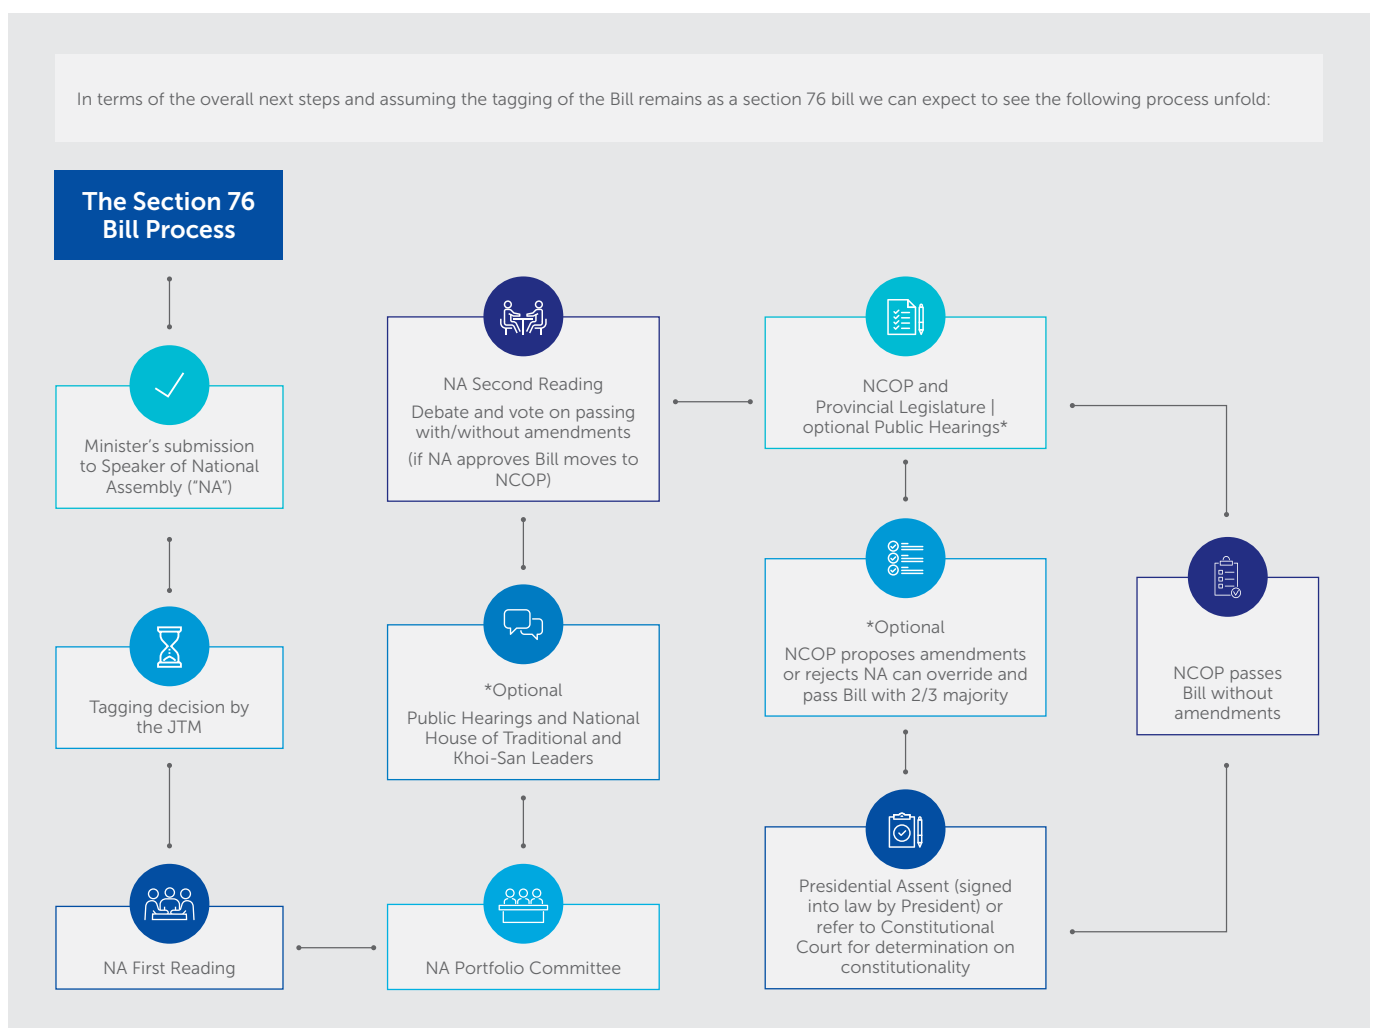 In terms of the overall next steps and assuming the tagging of the Bill remains as a section 76 bill we can expect to see the following process unfold:
The Section 76
Bill Process
Minister’s submission
to Speaker of National
Assembly (“NA”)
Tagging decision by
the JTM
NA First Reading
NA Portfolio Committee
*Optional
Public Hearings and National
House of Traditional and
Khoi-San Leaders
NA Second Reading
Debate and vote on passing
with/without amendments
(if NA approves Bill moves to
NCOP)
NCOP and
Provincial Legislature |
optional Public Hearings*
*Optional
NCOP proposes amendments
or rejects NA can override and
pass Bill with 2/3 majority
NCOP passes
Bill without
amendments
Presidential Assent (signed
into law by President) or
refer to Constitutional
Court for determination on
constitutionality